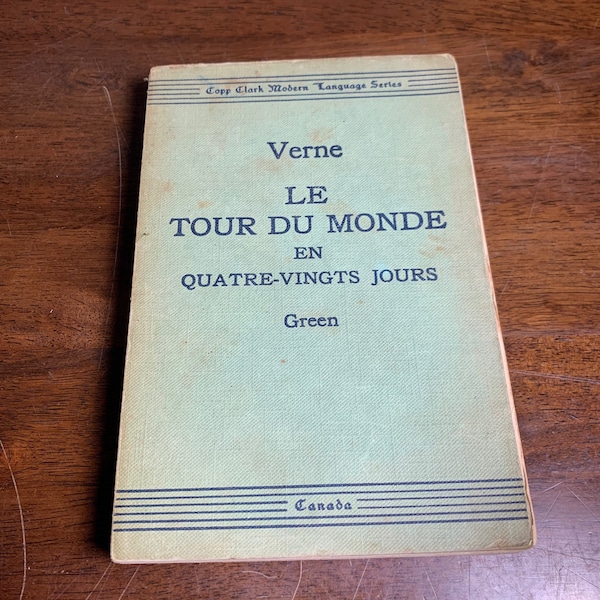 Copp Clark Modern Language Series
Verne
LE
TOUR DU MONDE
EN
QUATRE-VINGTS JOURS
Green
Canada